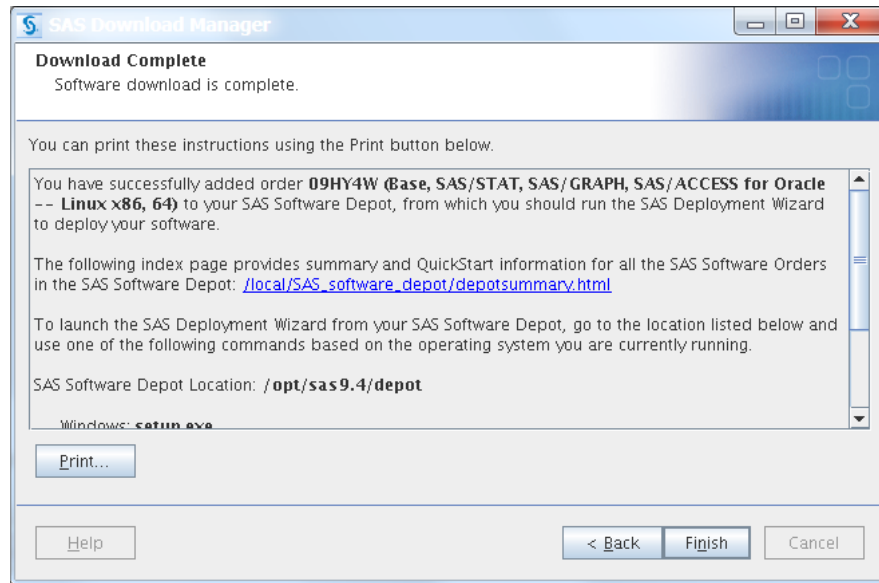 SAS Download Manager
Download Complete
Software download is complete.
You can print these instructions using the Print button below.
You have successfully added order 09HY4W (Base, SAS/STAT, SAS/GRAPH, SAS/ACCESS for Oracle
-- Linux x86, 64) to your SAS Software Depot, from which you should run the SAS Deployment Wizard
to deploy your software.
The following index page provides summary and QuickStart information for all the SAS Software Orders
in the SAS Software Depot: /local/SAS_software_depot/depotsummary.html
To launch the SAS Deployment Wizard from your SAS Software Depot, go to the location listed below and
use one of the following commands based on the operating system you are currently running.
SAS Software Depot Location: /opt/sas9.4/depot
Windows: setup.exe
Print...
Help
< Back
Finish
Cancel